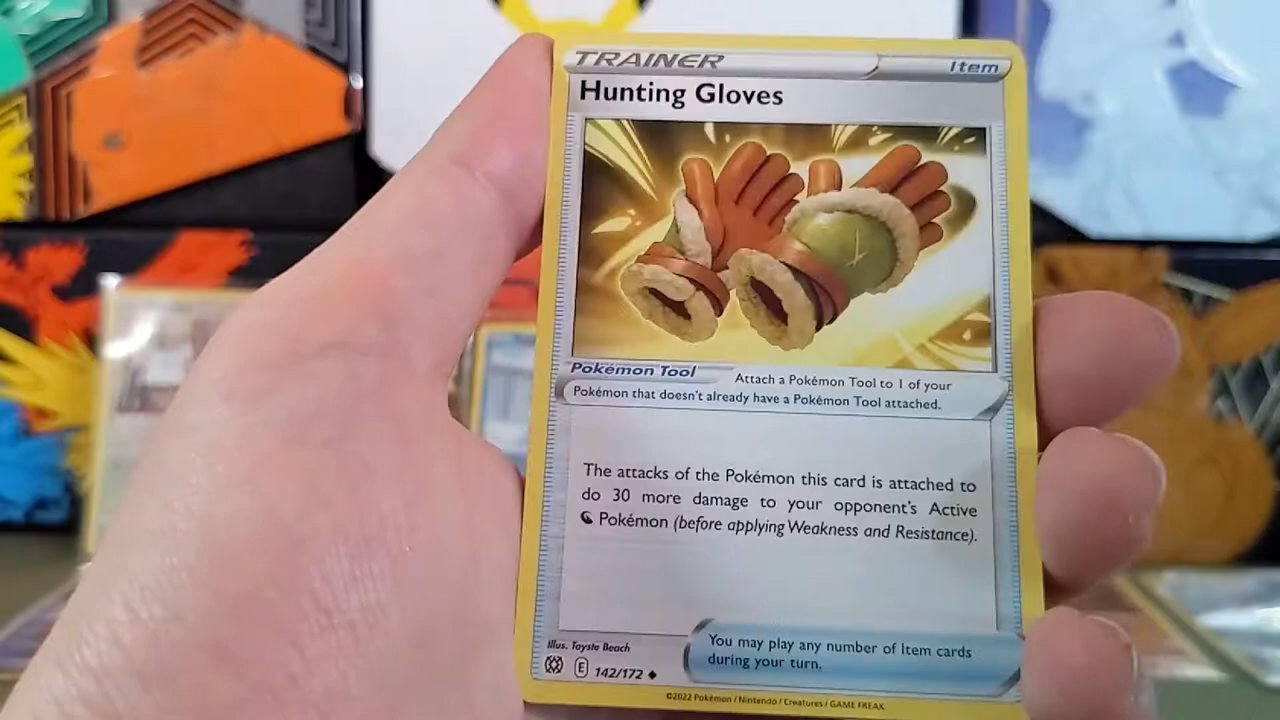 TRAINER Item
Hunting Gloves
Pokémon Tool Attach a Pokémon Tool to 1 of your
Pokémon that doesn't already have a Pokémon Tool attached.
The attacks of the Pokémon this card is attached to
do 30 more damage to your opponent's Active
Pokémon (before applying Weakness and Resistance).
You may play any number of Item cards
during your turn.
Illus. Toyste Beach
E 142/172
©2022 Pokémon / Nintendo / Creatures / GAME FREAK